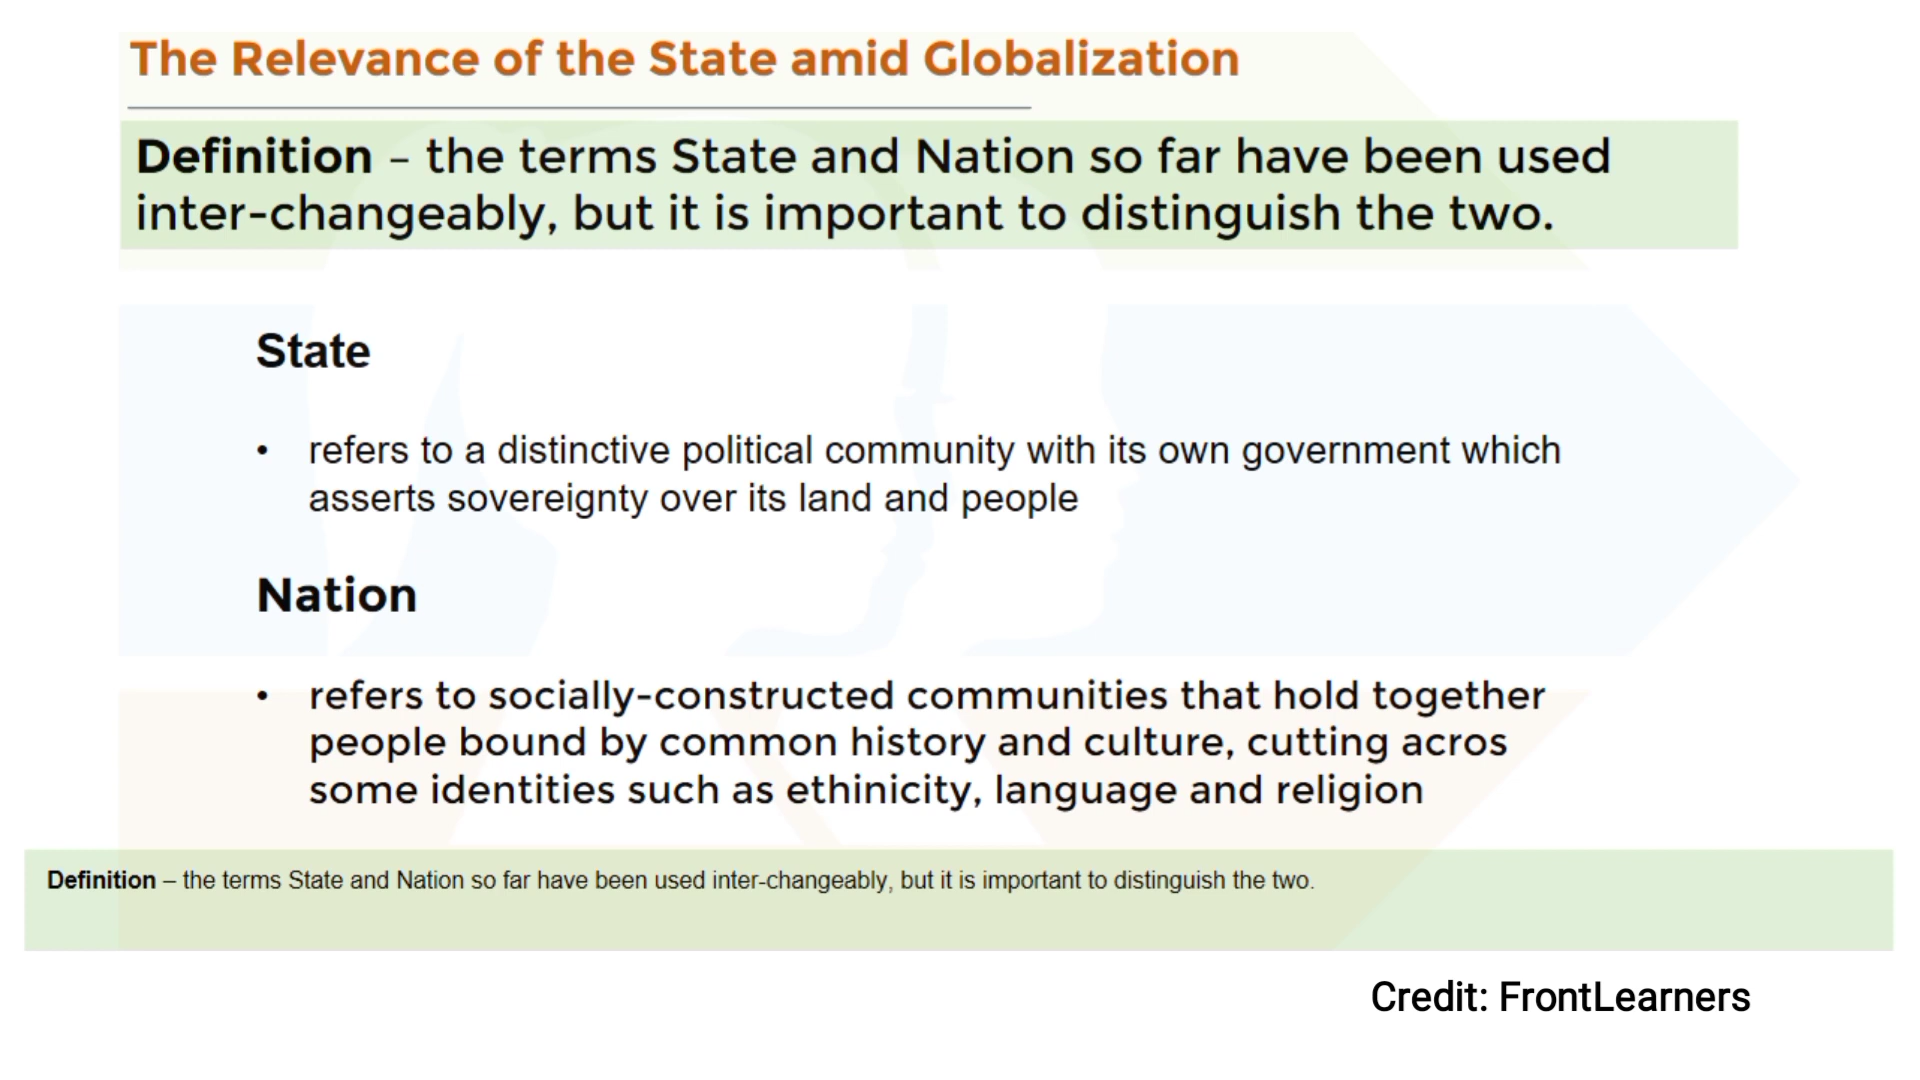 The Relevance of the State amid Globalization
Definition – the terms State and Nation so far have been used
inter-changeably, but it is important to distinguish the two.
State
• refers to a distinctive political community with its own government which
asserts sovereignty over its land and people
Nation
• refers to socially-constructed communities that hold together
people bound by common history and culture, cutting acros
some identities such as ethinicity, language and religion
Definition – the terms State and Nation so far have been used inter-changeably, but it is important to distinguish the two.
Credit: FrontLearners